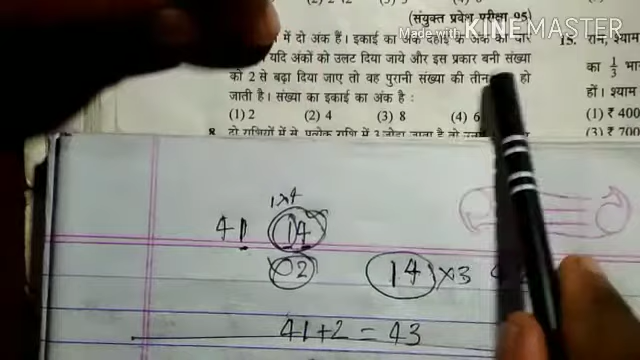 (संयुक्त प्रवेश परीक्षा 95)
Made With
KINEMASTER
में दो अंक हैं। इकाई का अंक दहाई के अंक का चार
यदि अंकों को उलट दिया जाये और इस प्रकार बनी संख्या
को 2 से बढ़ा दिया जाए तो वह पुरानी संख्या की तीन हो
जाती है। संख्या का इकाई का अंक है :
(1) 2 (2) 4 (3) 8 (4) 6
15. राम, श्याम
का 1/3 भा
हों। श्याम
(1) ₹ 400
(3) ₹ 700
1×4
41 14
02
14 ×3
41+2 = 43